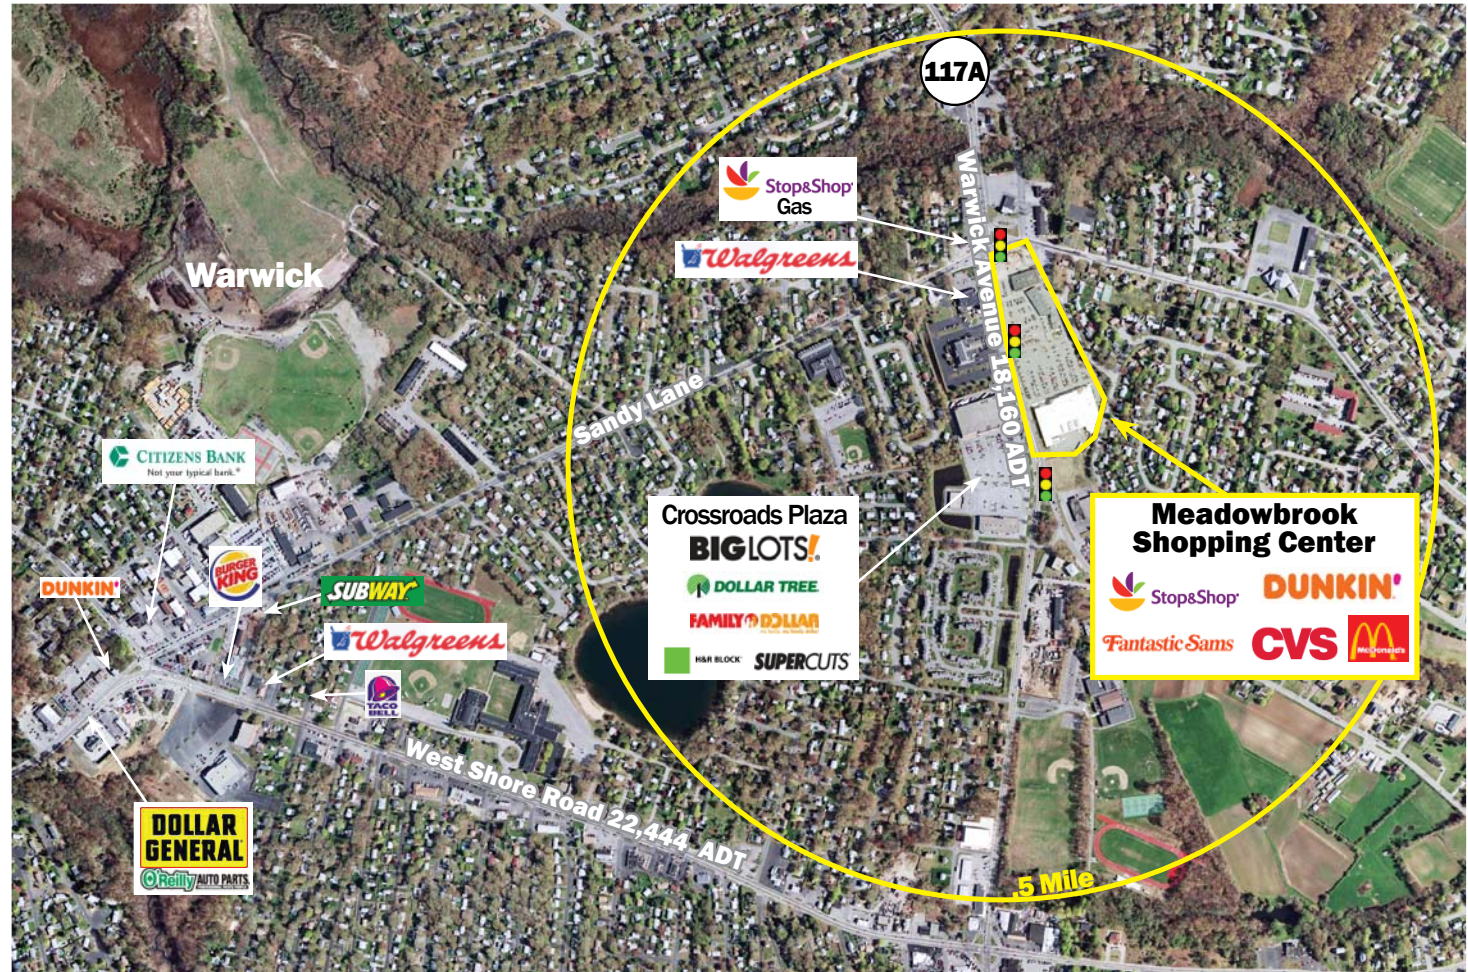 117A
Stop&Shop
Gas
Walgreens
Warwick Avenue 18,160 ADT
Warwick
Sandy Lane
CITIZENS BANK
Not your typical bank.®
Crossroads Plaza
BIG LOTS!
DOLLAR TREE
FAMILY DOLLAR
H&R BLOCK
SUPERCUTS
Meadowbrook
Shopping Center
Stop&Shop
DUNKIN'
Fantastic Sams
CVS
McDonald's
BURGER
KING
DUNKIN'
SUBWAY
Walgreens
TACO
BELL
West Shore Road 22,444 ADT
DOLLAR
GENERAL
O'Reilly AUTO PARTS
.5 Mile